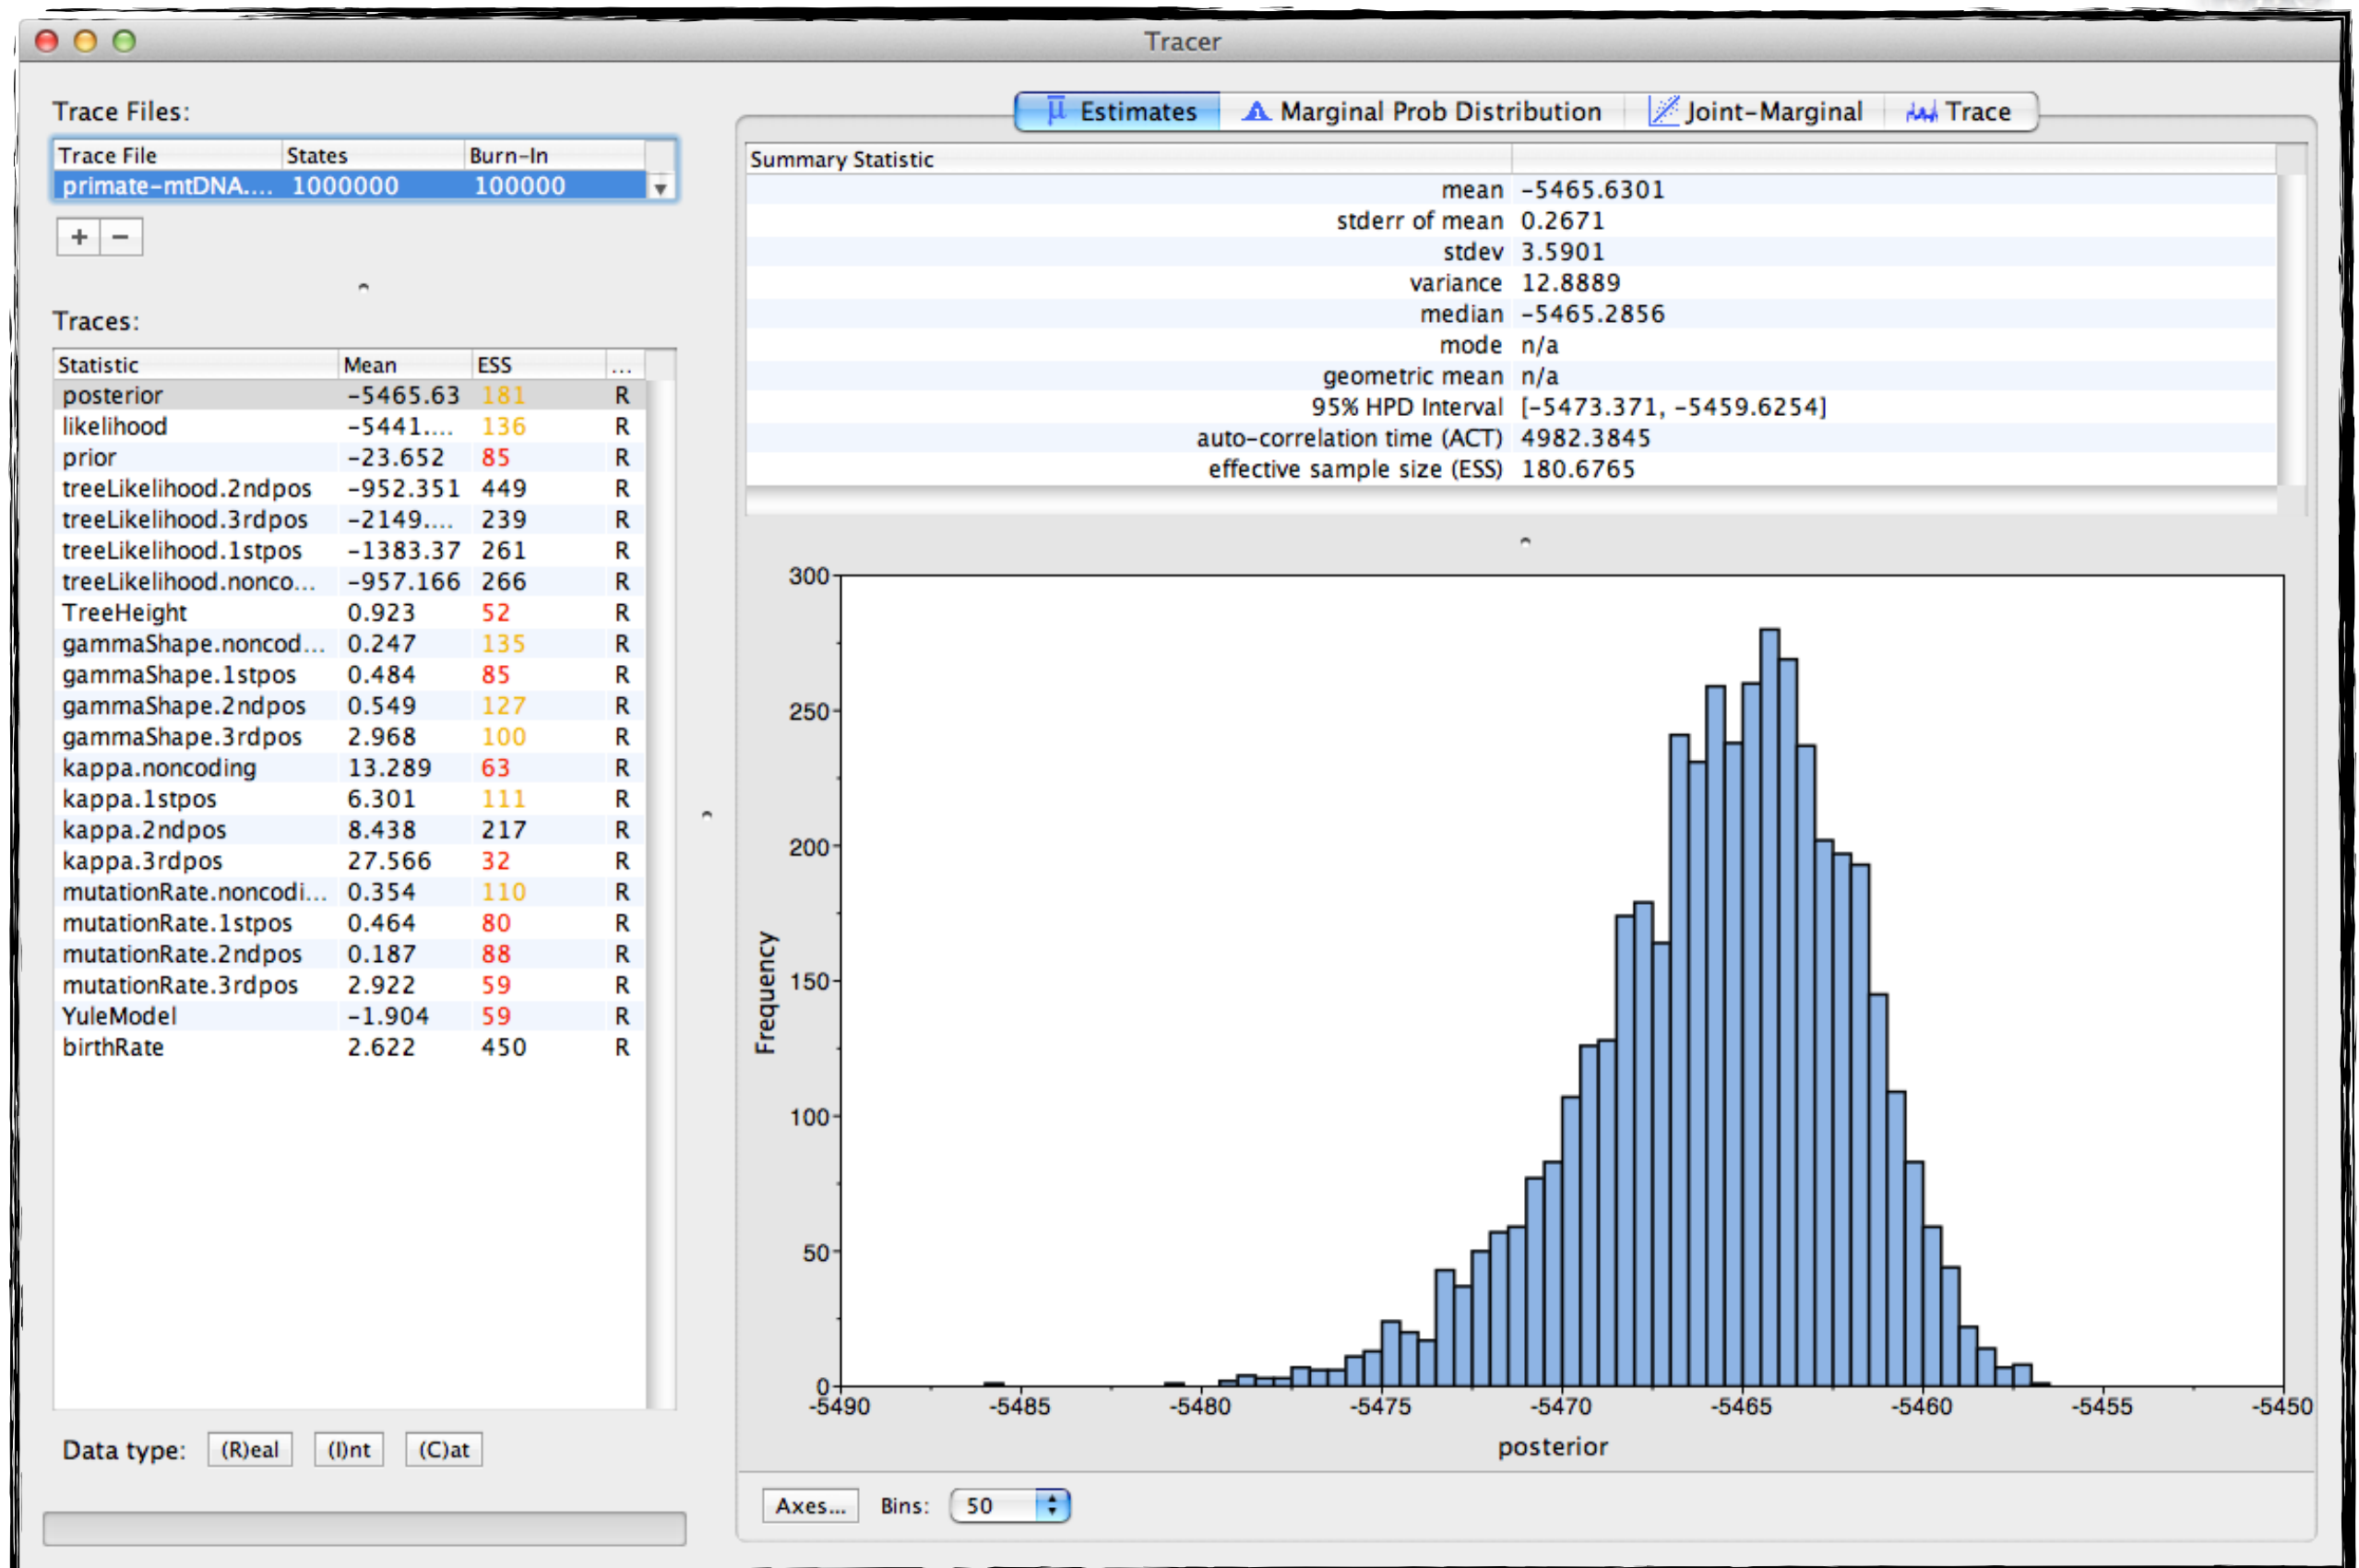 Tracer
Trace Files:
Trace File States Burn-In
primate-mtDNA.... 1000000 100000
+ −
Traces:
Statistic Mean ESS ...
posterior -5465.63 181 R
likelihood -5441.... 136 R
prior -23.652 85 R
treeLikelihood.2ndpos -952.351 449 R
treeLikelihood.3rdpos -2149.... 239 R
treeLikelihood.1stpos -1383.37 261 R
treeLikelihood.nonco... -957.166 266 R
TreeHeight 0.923 52 R
gammaShape.noncod... 0.247 135 R
gammaShape.1stpos 0.484 85 R
gammaShape.2ndpos 0.549 127 R
gammaShape.3rdpos 2.968 100 R
kappa.noncoding 13.289 63 R
kappa.1stpos 6.301 111 R
kappa.2ndpos 8.438 217 R
kappa.3rdpos 27.566 32 R
mutationRate.noncodi... 0.354 110 R
mutationRate.1stpos 0.464 80 R
mutationRate.2ndpos 0.187 88 R
mutationRate.3rdpos 2.922 59 R
YuleModel -1.904 59 R
birthRate 2.622 450 R
Data type: (R)eal (I)nt (C)at
Estimates Marginal Prob Distribution Joint-Marginal Trace
Summary Statistic
mean -5465.6301
stderr of mean 0.2671
stdev 3.5901
variance 12.8889
median -5465.2856
mode n/a
geometric mean n/a
95% HPD Interval [-5473.371, -5459.6254]
auto-correlation time (ACT) 4982.3845
effective sample size (ESS) 180.6765
300
250
200
150
100
50
0
Frequency
-5490 -5485 -5480 -5475 -5470 -5465 -5460 -5455 -5450
posterior
Axes... Bins: 50